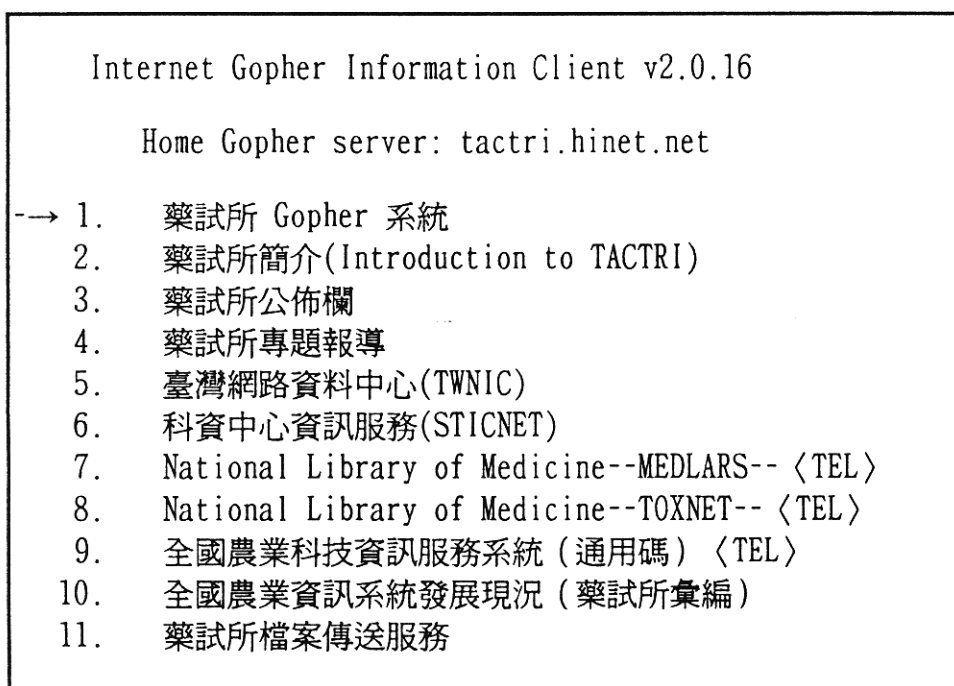 Internet Gopher Information Client v2.0.16
Home Gopher server: tactri.hinet.net
--→ 1. 藥試所 Gopher 系統
2. 藥試所簡介(Introduction to TACTRI)
3. 藥試所公佈欄
4. 藥試所專題報導
5. 臺灣網路資料中心(TWNIC)
6. 科資中心資訊服務(STICNET)
7. National Library of Medicine--MEDLARS--〈TEL〉
8. National Library of Medicine--TOXNET--〈TEL〉
9. 全國農業科技資訊服務系統(通用碼)〈TEL〉
10. 全國農業資訊系統發展現況(藥試所彙編)
11. 藥試所檔案傳送服務